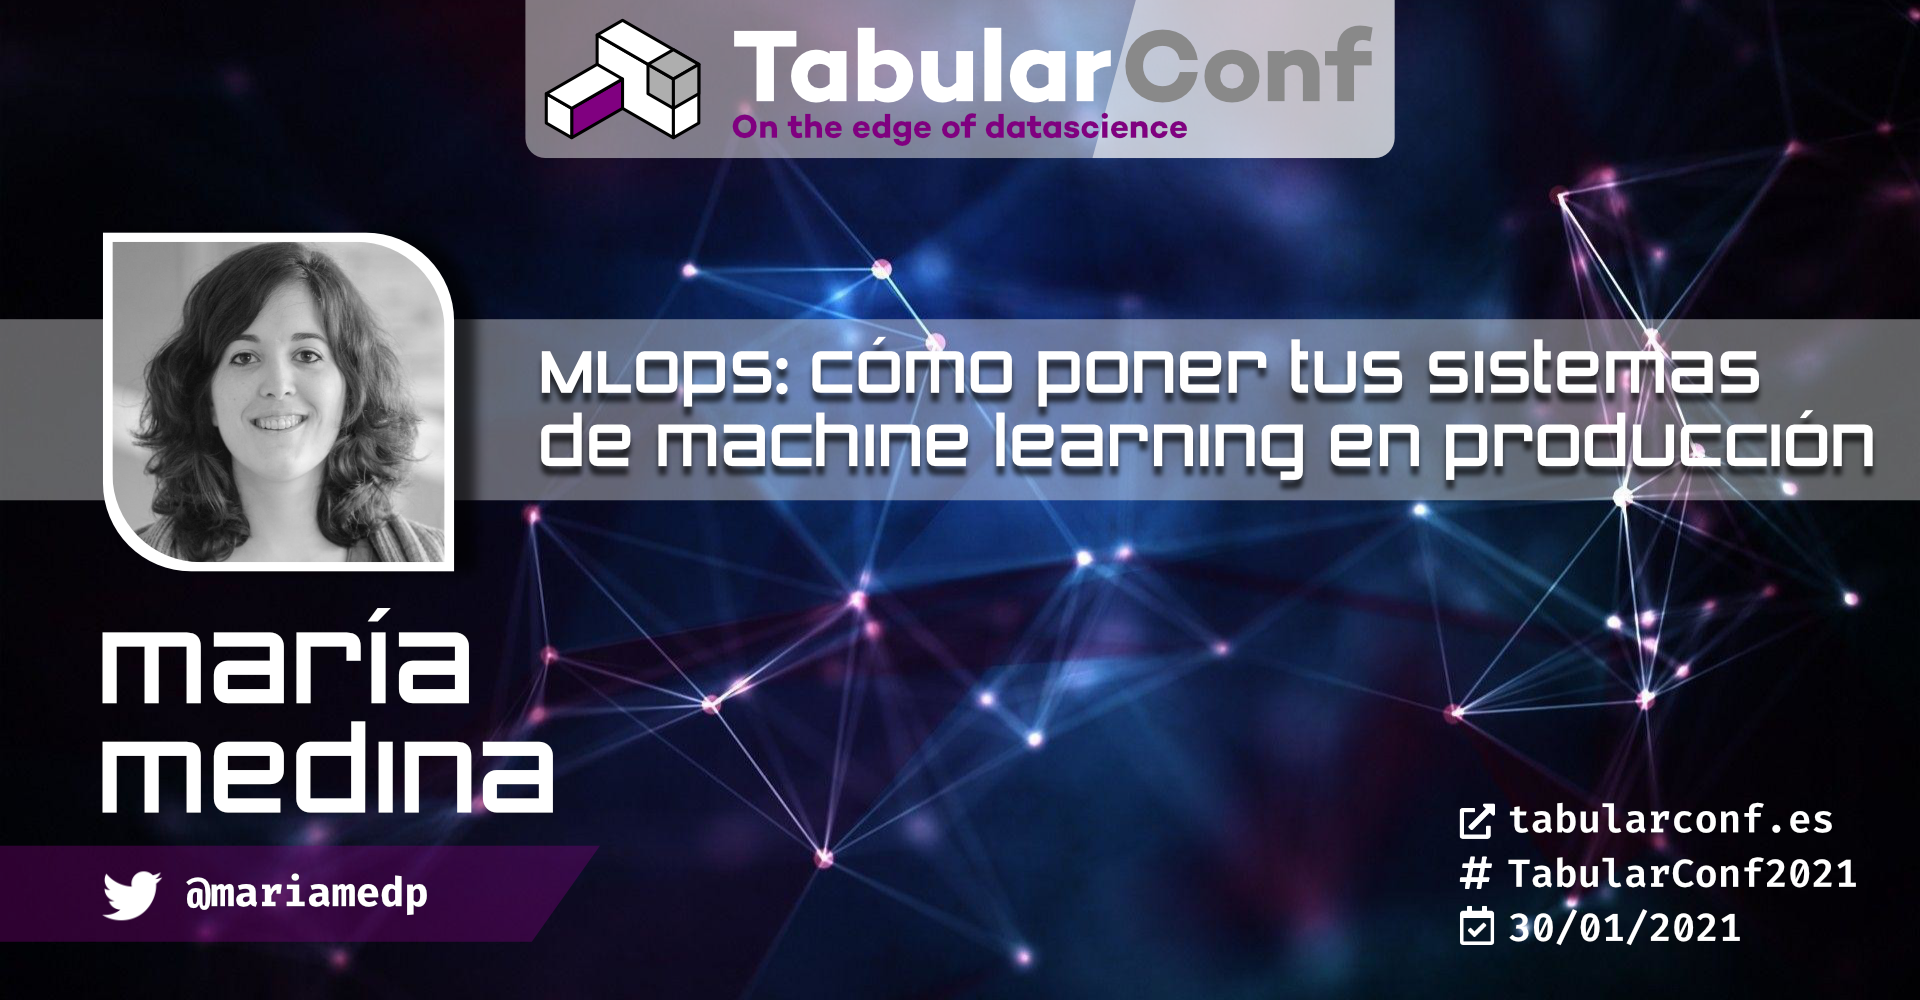 TabularConf
On the edge of datascience
MLOps: cómo poner tus sistemas
de machine learning en producción
maría
medina
@mariamedp
tabularconf.es
# TabularConf2021
30/01/2021